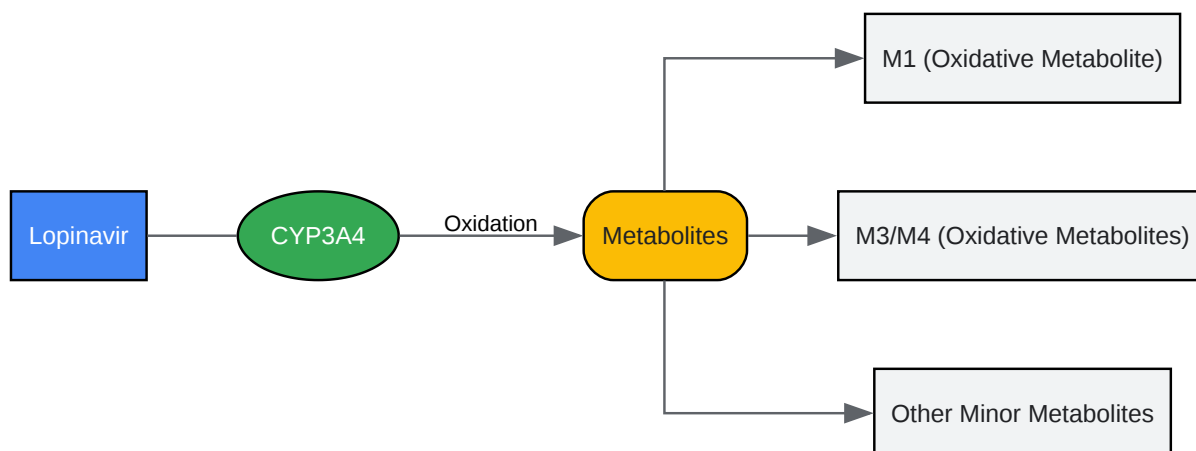 M1 (Oxidative Metabolite)
Lopinavir
CYP3A4
Oxidation
Metabolites
M3/M4 (Oxidative Metabolites)
Other Minor Metabolites